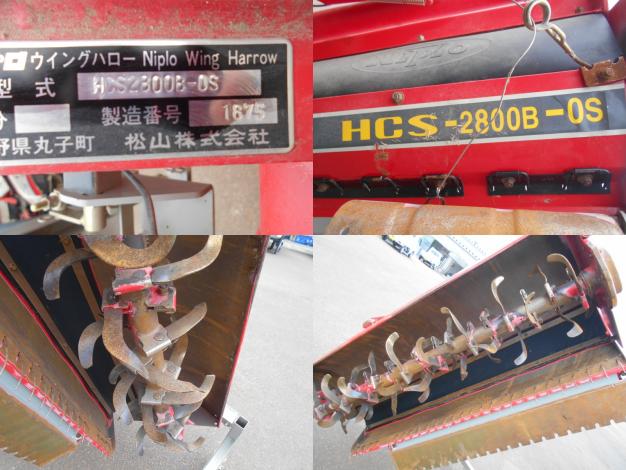 ウイングハロー Niplo Wing Harrow
型 式 HCS2800B-0S
分 製造番号 1675
野県丸子町 松山株式会社
Niplo
HCS-2800B-0S